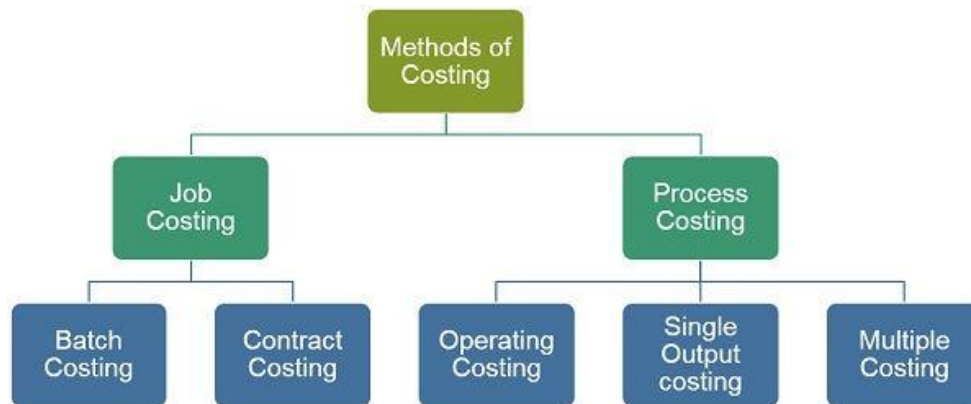 Methods of
Costing
Job
Costing
Process
Costing
Batch
Costing
Contract
Costing
Operating
Costing
Single
Output
costing
Multiple
Costing